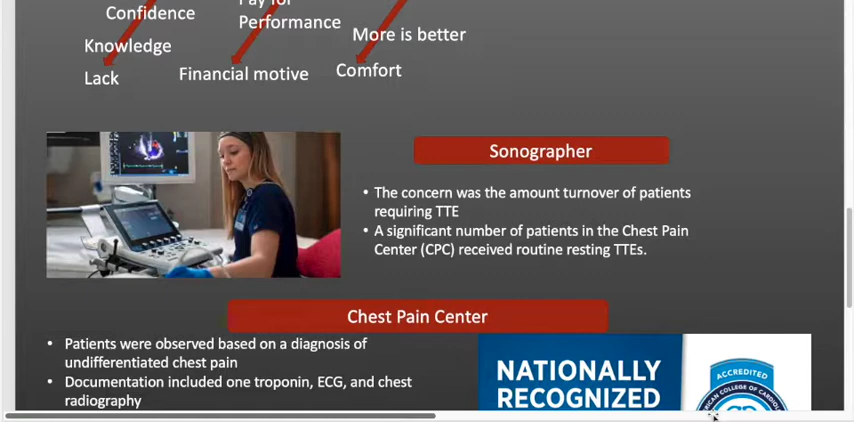 Confidence
Pay for
Performance
More is better
Knowledge
Lack
Financial motive
Comfort
Sonographer
• The concern was the amount turnover of patients
requiring TTE
• A significant number of patients in the Chest Pain
Center (CPC) received routine resting TTEs.
Chest Pain Center
• Patients were observed based on a diagnosis of
undifferentiated chest pain
• Documentation included one troponin, ECG, and chest
radiography
NATIONALLY
RECOGNIZED
ACCREDITED